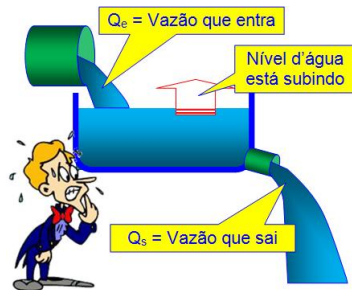 Qe = Vazão que entra
Nível d'água
está subindo
Qs = Vazão que sai